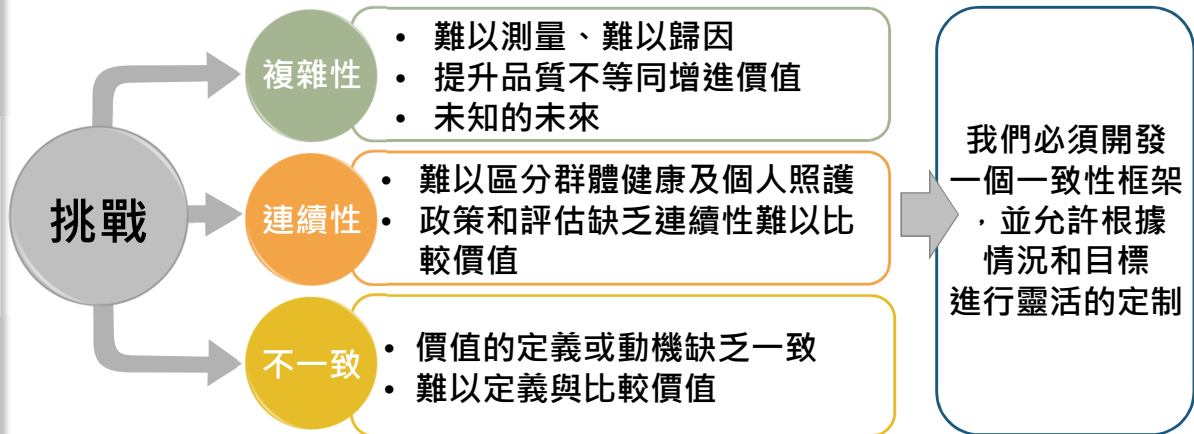 挑戰
複雜性
• 難以測量、難以歸因
• 提升品質不等同增進價值
• 未知的未來
連續性
• 難以區分群體健康及個人照護
• 政策和評估缺乏連續性難以比
較價值
不一致
• 價值的定義或動機缺乏一致
• 難以定義與比較價值
我們必須開發
一個一致性框架
，並允許根據
情況和目標
進行靈活的定制